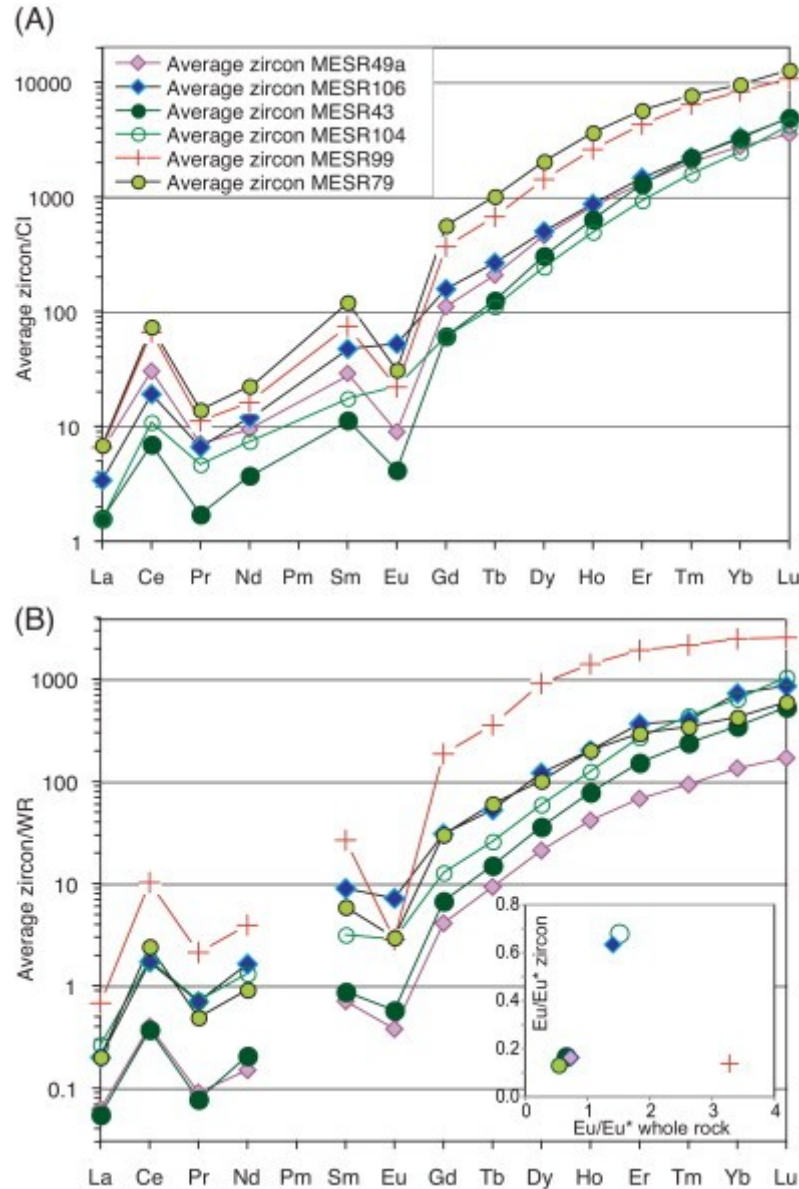 (A)
Average zircon MESR49a
Average zircon MESR106
Average zircon MESR43
Average zircon MESR104
Average zircon MESR99
Average zircon MESR79
Average zircon/CI
10000
1000
100
10
1
La Ce Pr Nd Pm Sm Eu Gd Tb Dy Ho Er Tm Yb Lu
(B)
Average zircon/WR
1000
100
10
1
0.1
Eu/Eu* zircon
0.8
0.6
0.4
0.2
0.0
0 1 2 3 4
Eu/Eu* whole rock
La Ce Pr Nd Pm Sm Eu Gd Tb Dy Ho Er Tm Yb Lu